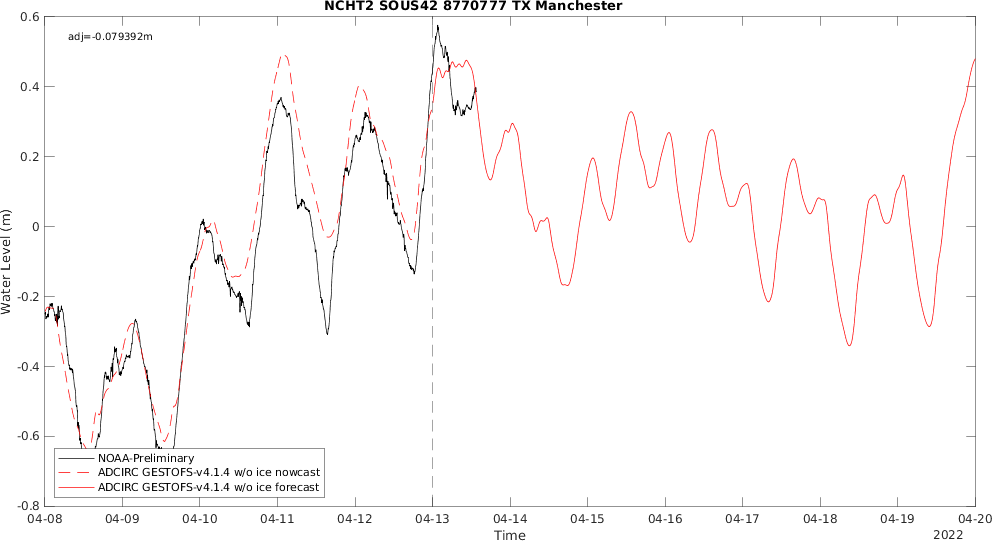 NCHT2 SOUS42 8770777 TX Manchester
adj=-0.079392m
0.6
0.4
0.2
0
-0.2
-0.4
-0.6
-0.8
Water Level (m)
NOAA-Preliminary
ADCIRC GESTOFS-v4.1.4 w/o ice nowcast
ADCIRC GESTOFS-v4.1.4 w/o ice forecast
04-08 04-09 04-10 04-11 04-12 04-13 04-14 04-15 04-16 04-17 04-18 04-19 04-20
Time
2022